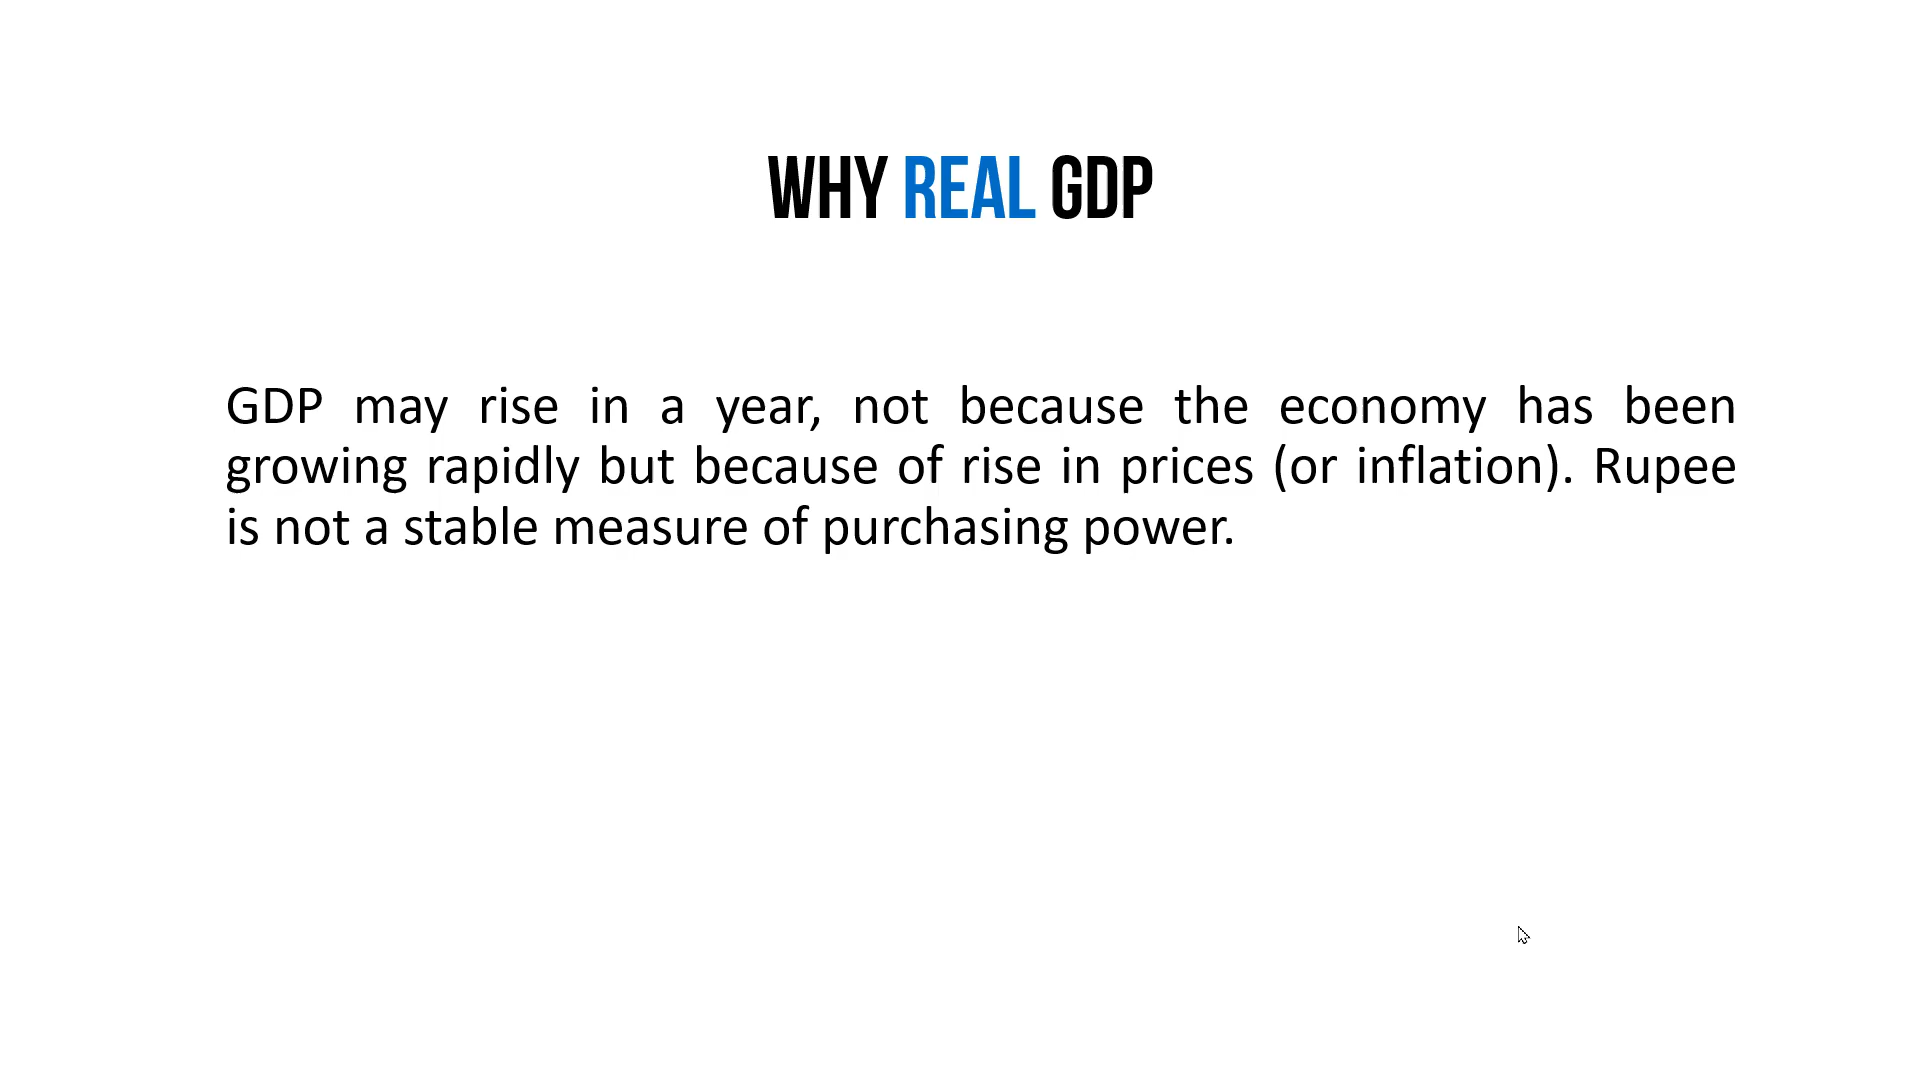 WHY REAL GDP
GDP may rise in a year, not because the economy has been
growing rapidly but because of rise in prices (or inflation). Rupee
is not a stable measure of purchasing power.